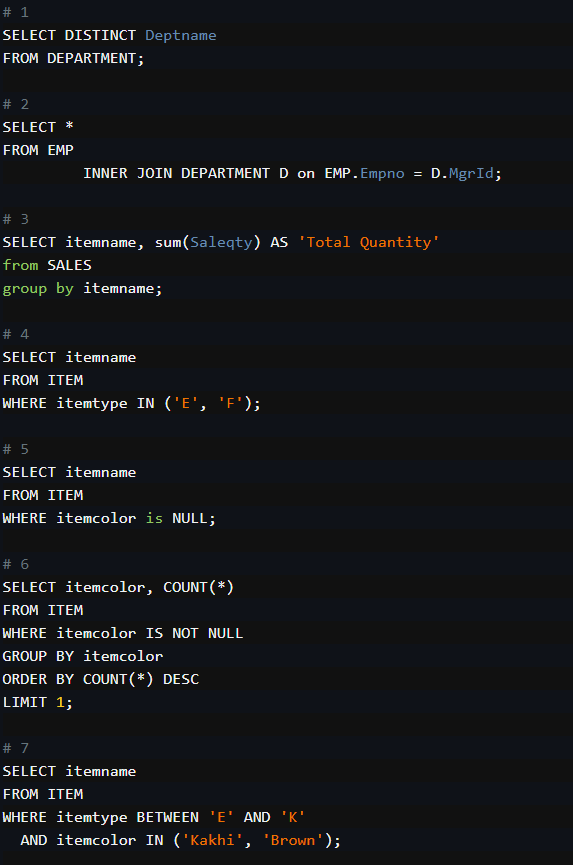 # 1
SELECT DISTINCT Deptname
FROM DEPARTMENT;
# 2
SELECT *
FROM EMP
INNER JOIN DEPARTMENT D on EMP.Empno = D.MgrId;
# 3
SELECT itemname, sum(Saleqty) AS 'Total Quantity'
from SALES
group by itemname;
# 4
SELECT itemname
FROM ITEM
WHERE itemtype IN ('E', 'F');
# 5
SELECT itemname
FROM ITEM
WHERE itemcolor is NULL;
# 6
SELECT itemcolor, COUNT(*)
FROM ITEM
WHERE itemcolor IS NOT NULL
GROUP BY itemcolor
ORDER BY COUNT(*) DESC
LIMIT 1;
# 7
SELECT itemname
FROM ITEM
WHERE itemtype BETWEEN 'E' AND 'K'
AND itemcolor IN ('Kakhi', 'Brown');